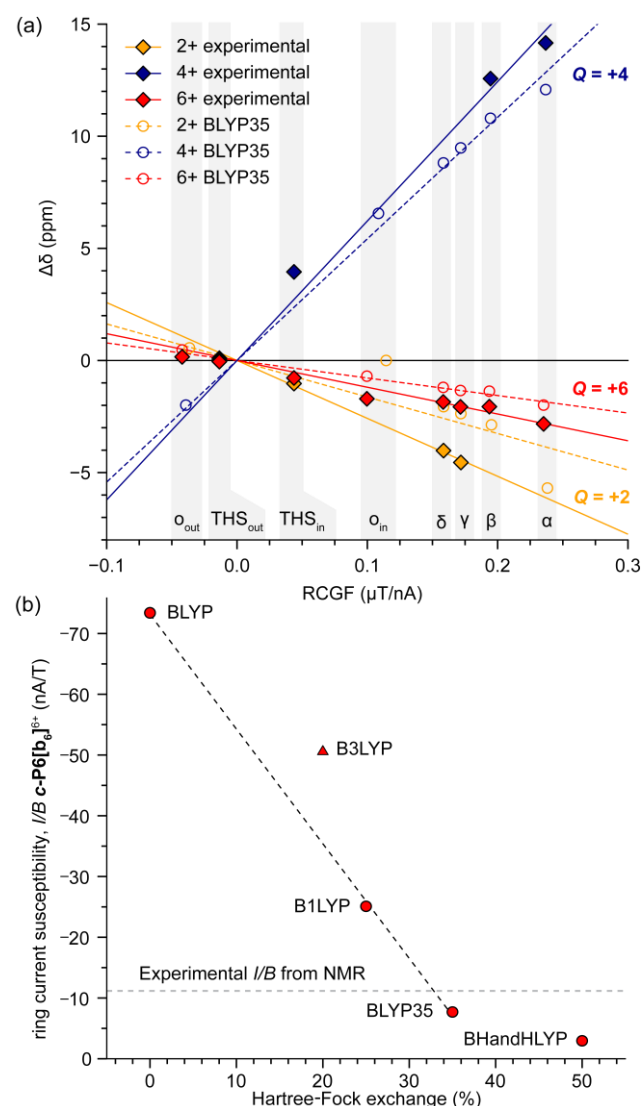 (a)
15
10
5
0
−5
Δδ (ppm)
2+ experimental
4+ experimental
6+ experimental
2+ BLYP35
4+ BLYP35
6+ BLYP35
Q = +4
Q = +6
Q = +2
o_out THS_out THS_in o_in δ γ β α
−0.1 0.0 0.1 0.2 0.3
RCGF (μT/nA)
(b)
ring current susceptibility, I/B c-P6[b₆]⁶⁺ (nA/T)
−70
−60
−50
−40
−30
−20
−10
0
BLYP
B3LYP
B1LYP
Experimental I/B from NMR
BLYP35
BHandHLYP
0 10 20 30 40 50
Hartree-Fock exchange (%)